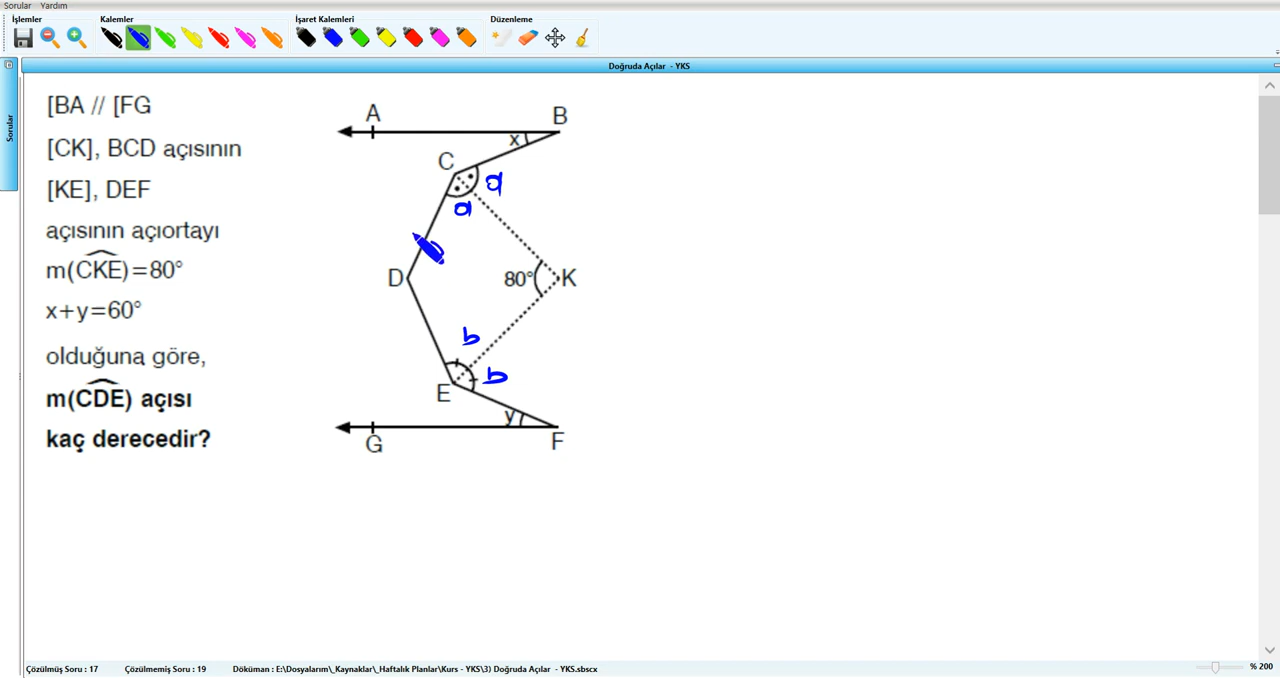 Sorular Yardım
İşlemler Kalemler İşaret Kalemleri Düzenleme
Doğruda Açılar - YKS
Sorular
[BA // [FG
[CK], BCD açısının
[KE], DEF
açısının açıortayı
m(CKE)=80°
x+y=60°
olduğuna göre,
m(CDE) açısı
kaç derecedir?
A B
x
C
a
a
D 80° K
b
b
E
y
G F
Çözülmüş Soru : 17 Çözülmemiş Soru : 19 Döküman : E:\Dosyalarım\_Kaynaklar\_Haftalık Planlar\Kurs - YKS\3) Doğruda Açılar - YKS.sbscx % 200